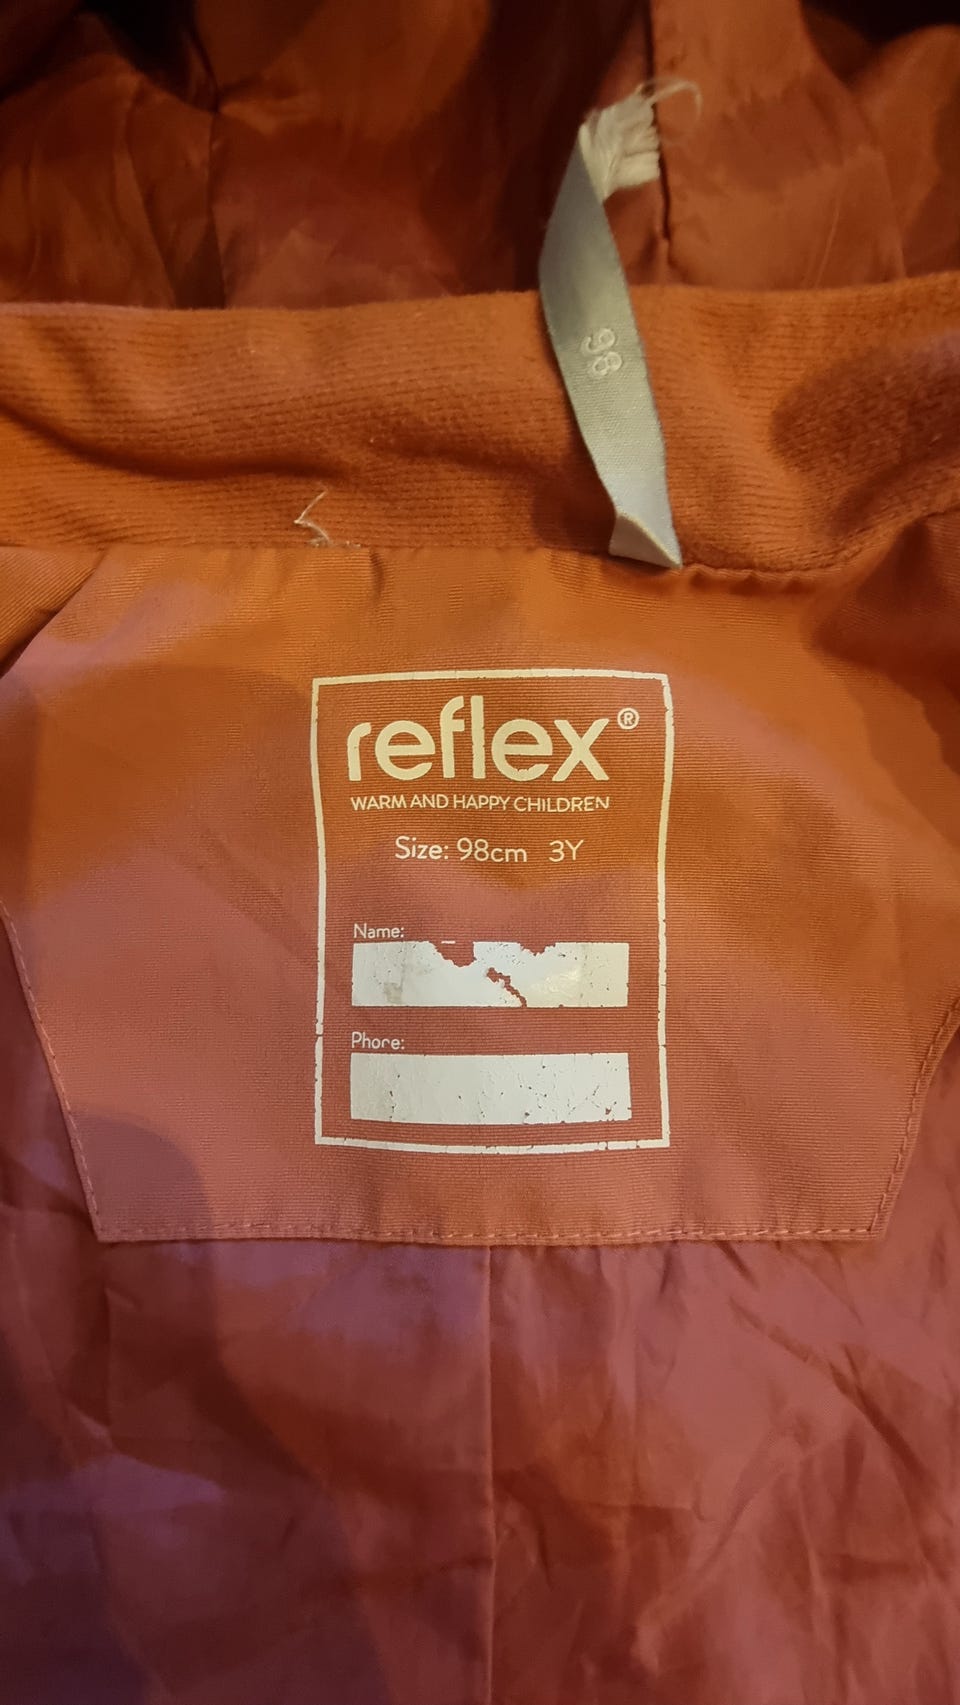 98
reflex®
WARM AND HAPPY CHILDREN
Size: 98cm 3Y
Name:
Phone: